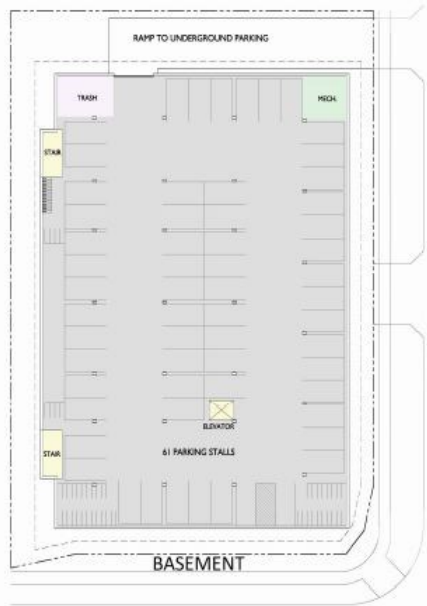 RAMP TO UNDERGROUND PARKING
TRASH
MECH.
STAIR
ELEVATOR
61 PARKING STALLS
STAIR
BASEMENT